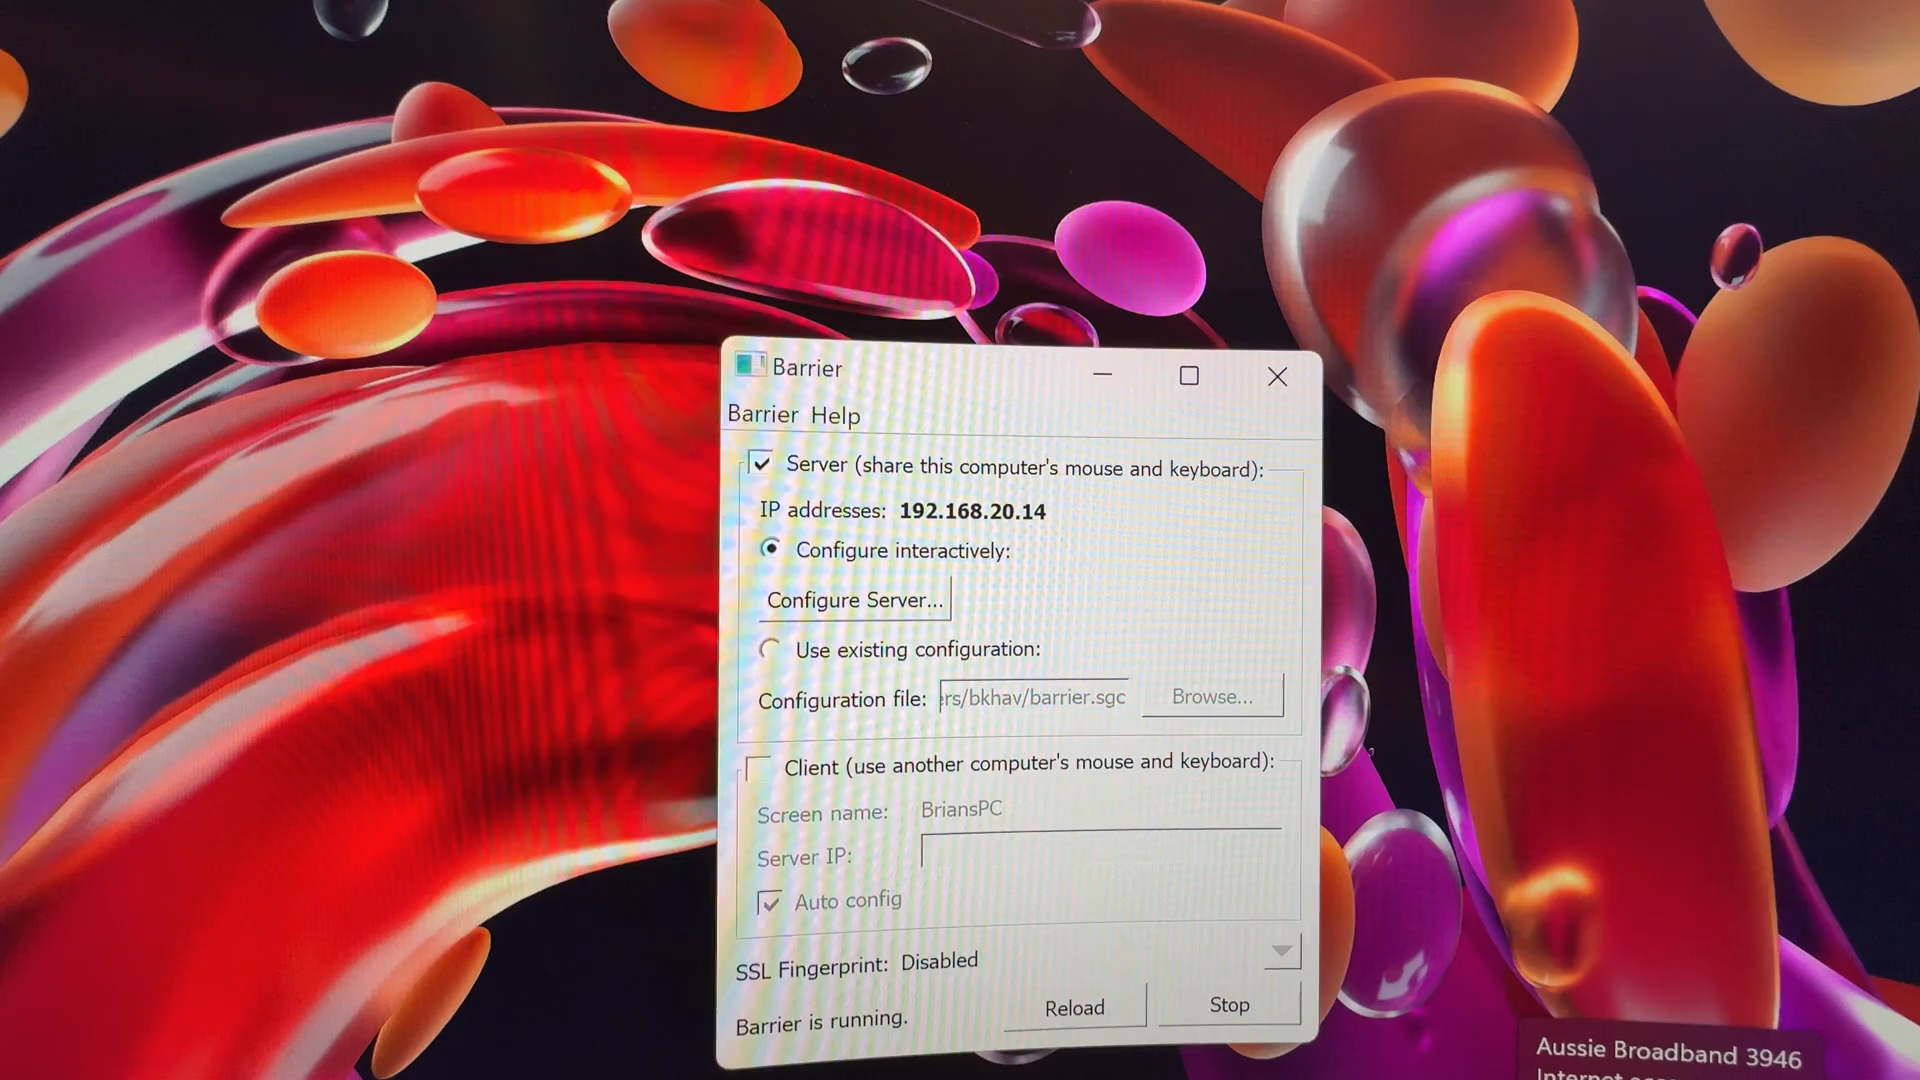 Barrier
Barrier Help
Server (share this computer's mouse and keyboard):
IP addresses: 192.168.20.14
Configure interactively:
Configure Server...
Use existing configuration:
Configuration file: rs/bkhav/barrier.sgc Browse...
Client (use another computer's mouse and keyboard):
Screen name: BriansPC
Server IP:
Auto config
SSL Fingerprint: Disabled
Barrier is running. Reload Stop
Aussie Broadband 3946
Internet